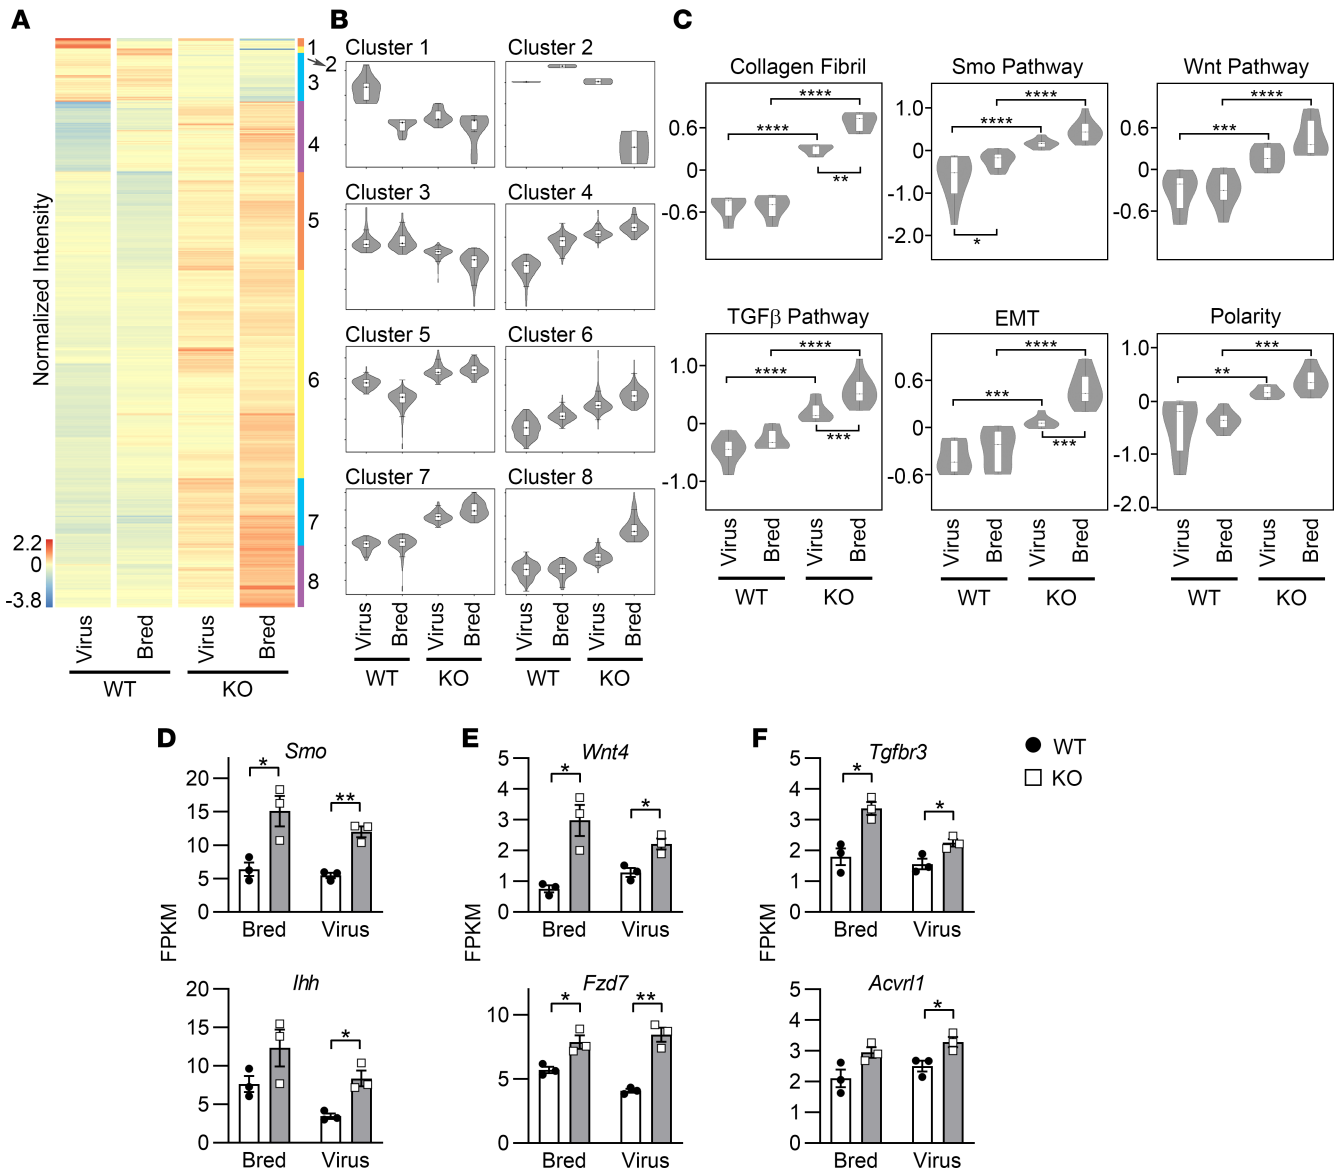 A
Normalized Intensity
1
2
3
4
5
6
7
8
2.2
0
-3.8
Virus
Bred
Virus
Bred
WT
KO
B
Cluster 1
Cluster 2
Cluster 3
Cluster 4
Cluster 5
Cluster 6
Cluster 7
Cluster 8
Virus
Bred
Virus
Bred
Virus
Bred
Virus
Bred
WT
KO
WT
KO
C
Collagen Fibril
0.6
0
-0.6
****
****
**
Smo Pathway
1.0
0
-1.0
-2.0
****
****
*
Wnt Pathway
0.6
0
-0.6
****
***
TGFβ Pathway
1.0
0
-1.0
****
****
***
EMT
0.6
0
-0.6
****
***
***
Polarity
1.0
0
-1.0
-2.0
***
**
Virus
Bred
Virus
Bred
WT
KO
Virus
Bred
Virus
Bred
WT
KO
Virus
Bred
Virus
Bred
WT
KO
D
Smo
20
15
10
5
0
*
**
Bred
Virus
FPKM
Ihh
20
15
10
5
0
*
Bred
Virus
E
Wnt4
5
4
3
2
1
0
*
*
Bred
Virus
FPKM
Fzd7
10
5
0
*
**
Bred
Virus
F
Tgfbr3
5
4
3
2
1
0
*
*
Bred
Virus
FPKM
Acvrl1
5
4
3
2
1
0
*
Bred
Virus
WT
KO